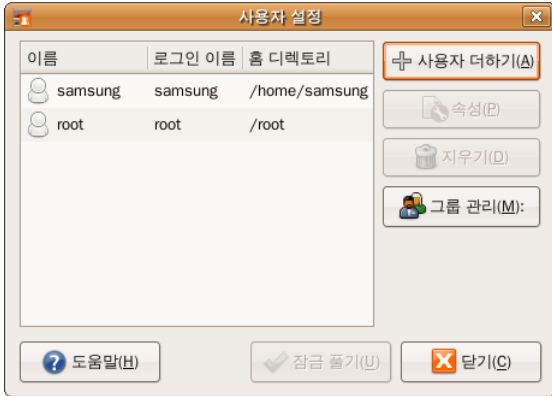 사용자 설정
이름 로그인 이름 홈 디렉토리
samsung samsung /home/samsung
root root /root
사용자 더하기(A)
속성(P)
지우기(D)
그룹 관리(M):
도움말(H) 잠금 풀기(U) 닫기(C)